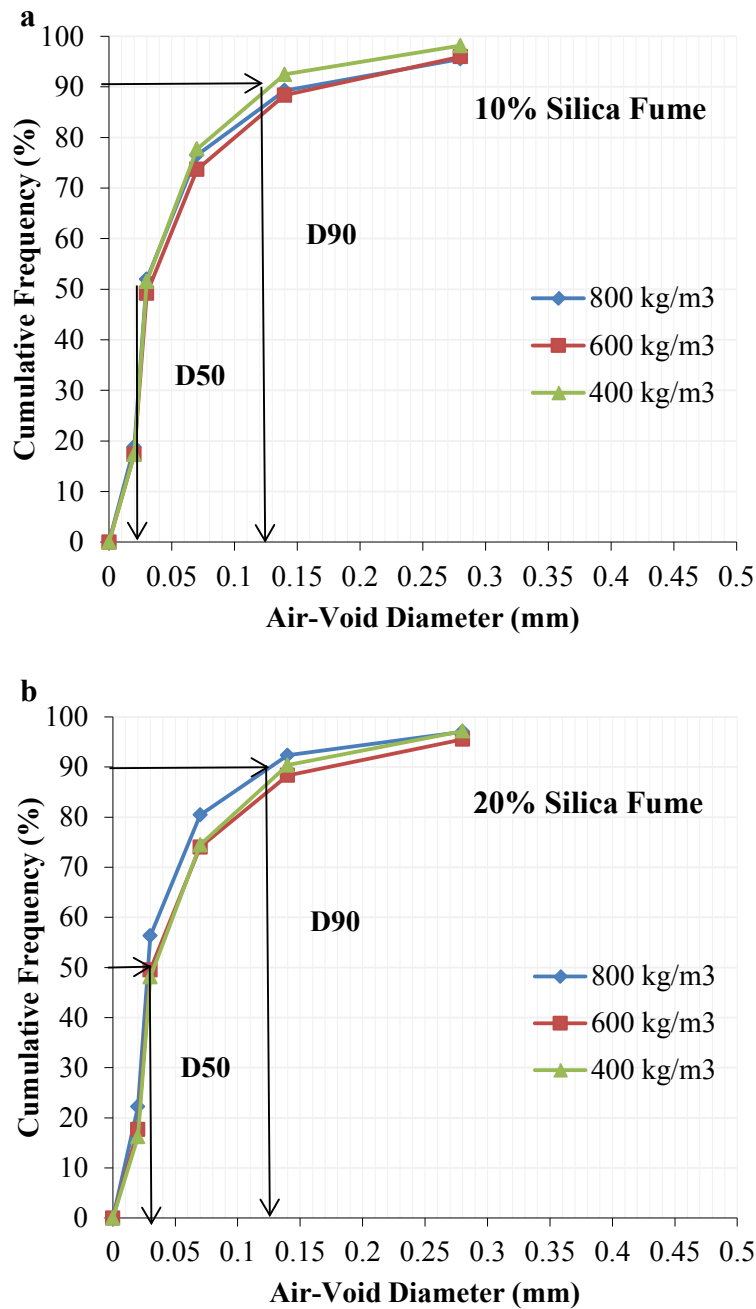 a
100
90
80
70
60
50
40
30
20
10
0
Cumulative Frequency (%)
10% Silica Fume
D90
D50
800 kg/m3
600 kg/m3
400 kg/m3
0 0.05 0.1 0.15 0.2 0.25 0.3 0.35 0.4 0.45 0.5
Air-Void Diameter (mm)
b
100
90
80
70
60
50
40
30
20
10
0
Cumulative Frequency (%)
20% Silica Fume
D90
D50
800 kg/m3
600 kg/m3
400 kg/m3
0 0.05 0.1 0.15 0.2 0.25 0.3 0.35 0.4 0.45 0.5
Air-Void Diameter (mm)